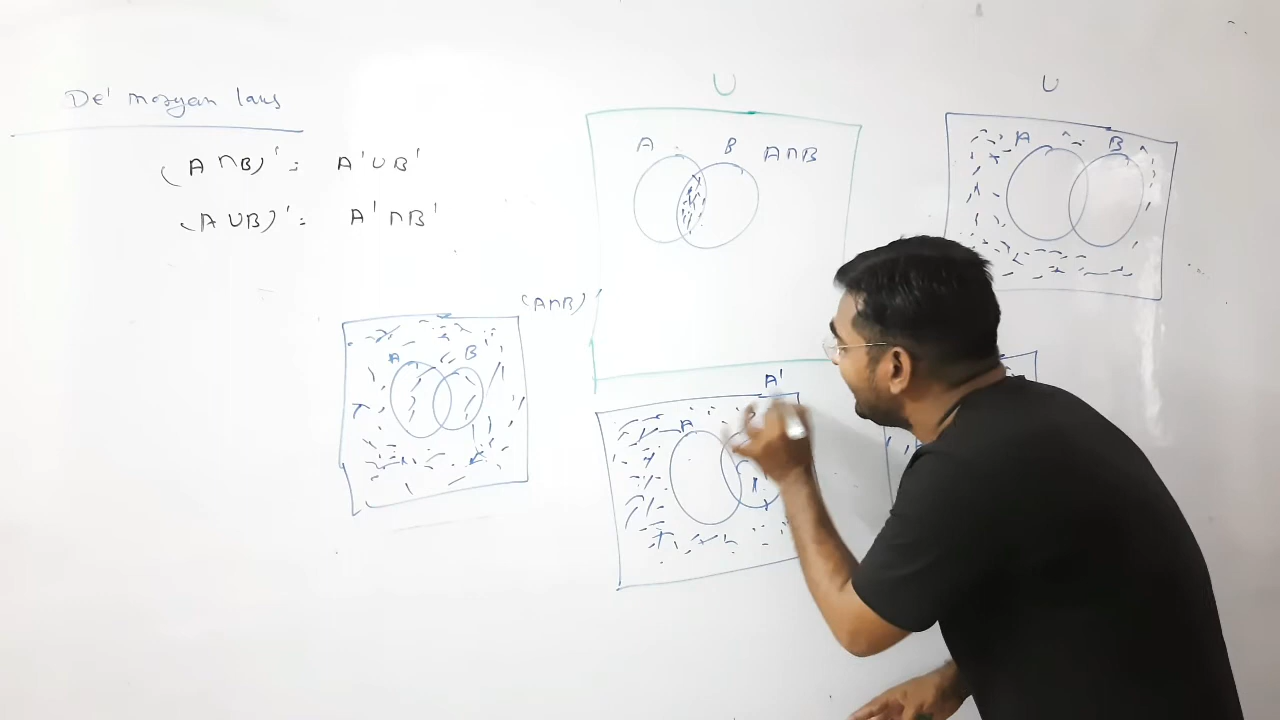 De' morgan laws
(A∩B)' = A'∪B'
(A∪B)' = A'∩B'
U
A B A∩B
U
A B
(A∩B)'
A B
A'
A